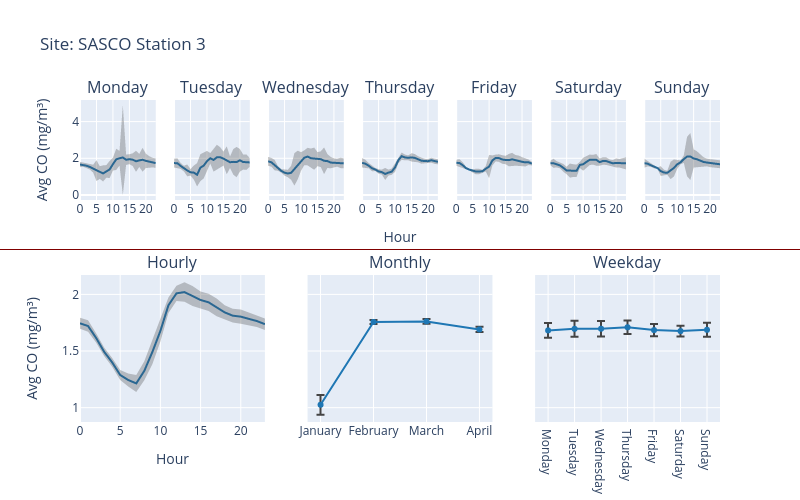 Site: SASCO Station 3
Monday Tuesday Wednesday Thursday Friday Saturday Sunday
Avg CO (mg/m³)
4
2
0
0 5 10 15 20 0 5 10 15 20 0 5 10 15 20 0 5 10 15 20 0 5 10 15 20 0 5 10 15 20 0 5 10 15 20
Hour
Hourly Monthly Weekday
Avg CO (mg/m³)
2
1.5
1
0 5 10 15 20
Hour
January February March April
Monday
Tuesday
Wednesday
Thursday
Friday
Saturday
Sunday